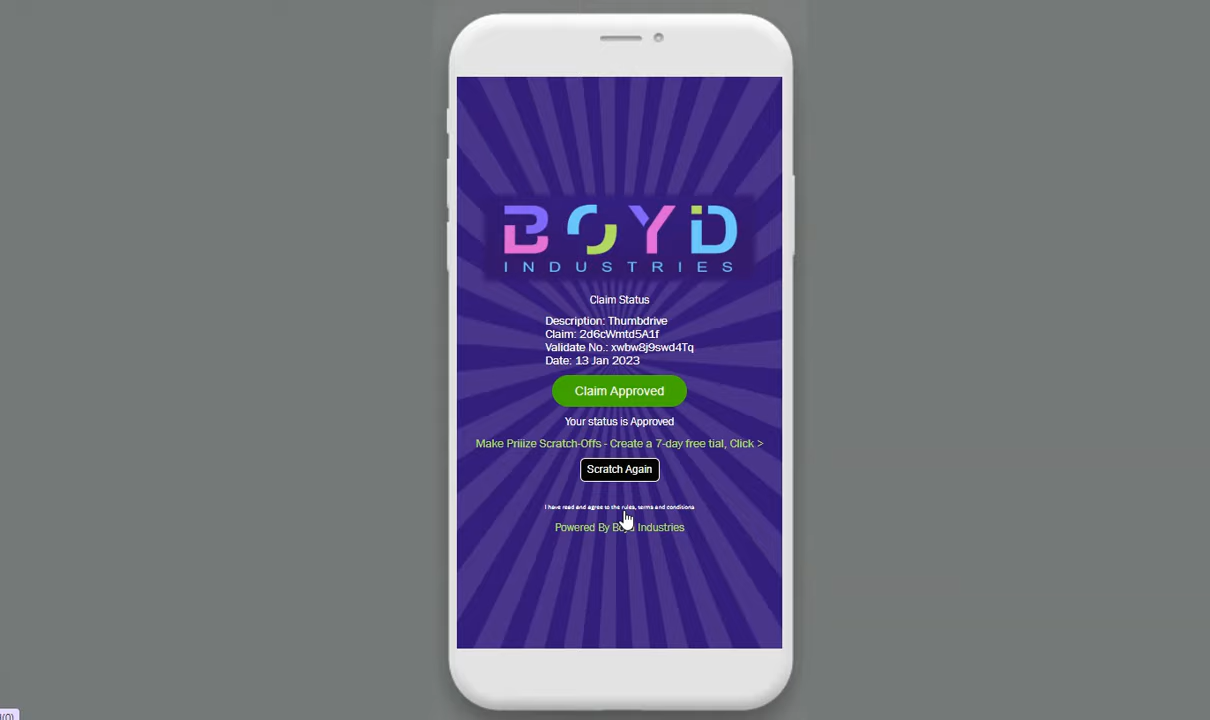 BOYD
INDUSTRIES
Claim Status
Description: Thumbdrive
Claim: 2d6cWmtd5A1f
Validate No.: xwbw8j9swd4Tq
Date: 13 Jan 2023
Claim Approved
Your status is Approved
Make Priiize Scratch-Offs - Create a 7-day free tial, Click >
Scratch Again
I have read and agree to the rules, terms and conditions
Powered By Boyd Industries